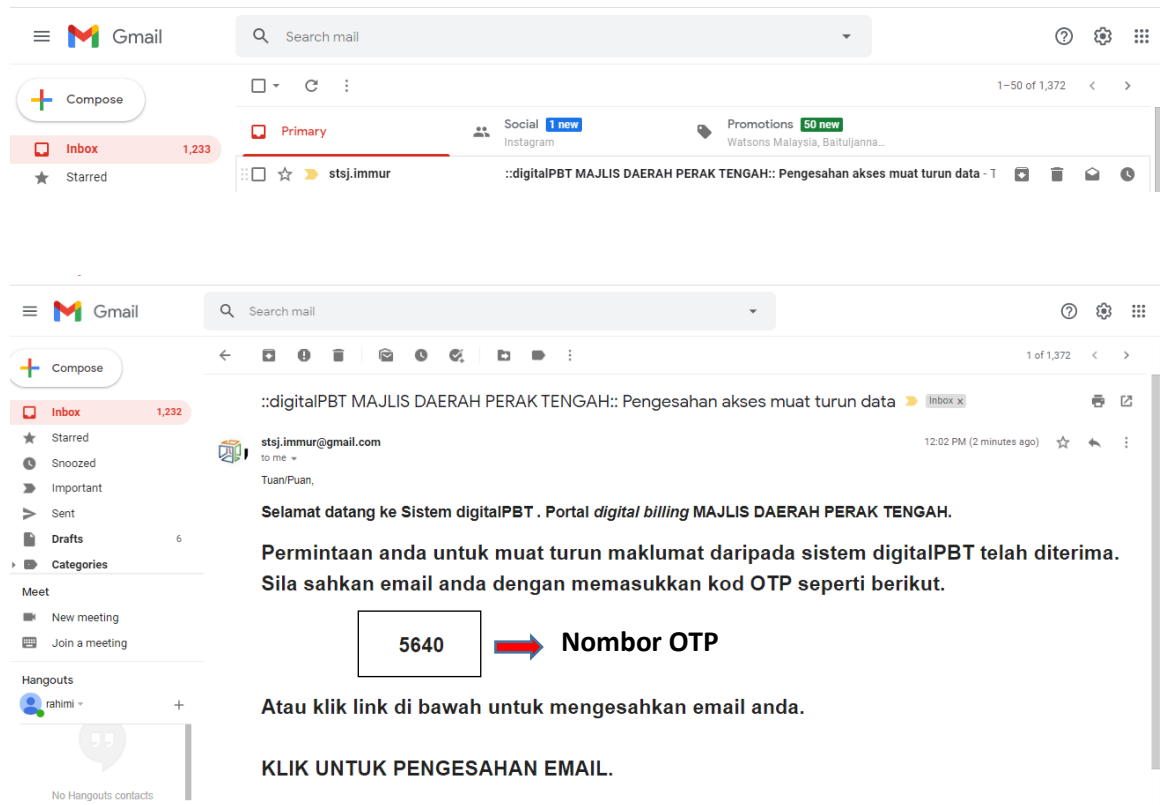 Gmail
Search mail
Compose
1–50 of 1,372
Primary
Social 1 new
Instagram
Promotions 50 new
Watsons Malaysia, Baituljanna...
Inbox 1,233
Starred
stsj.immur ::digitalPBT MAJLIS DAERAH PERAK TENGAH:: Pengesahan akses muat turun data - T
Gmail
Search mail
Compose
1 of 1,372
Inbox 1,232
Starred
Snoozed
Important
Sent
Drafts 6
Categories
Meet
New meeting
Join a meeting
Hangouts
rahimi
No Hangouts contacts
::digitalPBT MAJLIS DAERAH PERAK TENGAH:: Pengesahan akses muat turun data Inbox x
stsj.immur@gmail.com 12:02 PM (2 minutes ago)
to me
Tuan/Puan,
Selamat datang ke Sistem digitalPBT . Portal digital billing MAJLIS DAERAH PERAK TENGAH.
Permintaan anda untuk muat turun maklumat daripada sistem digitalPBT telah diterima.
Sila sahkan email anda dengan memasukkan kod OTP seperti berikut.
5640 Nombor OTP
Atau klik link di bawah untuk mengesahkan email anda.
KLIK UNTUK PENGESAHAN EMAIL.